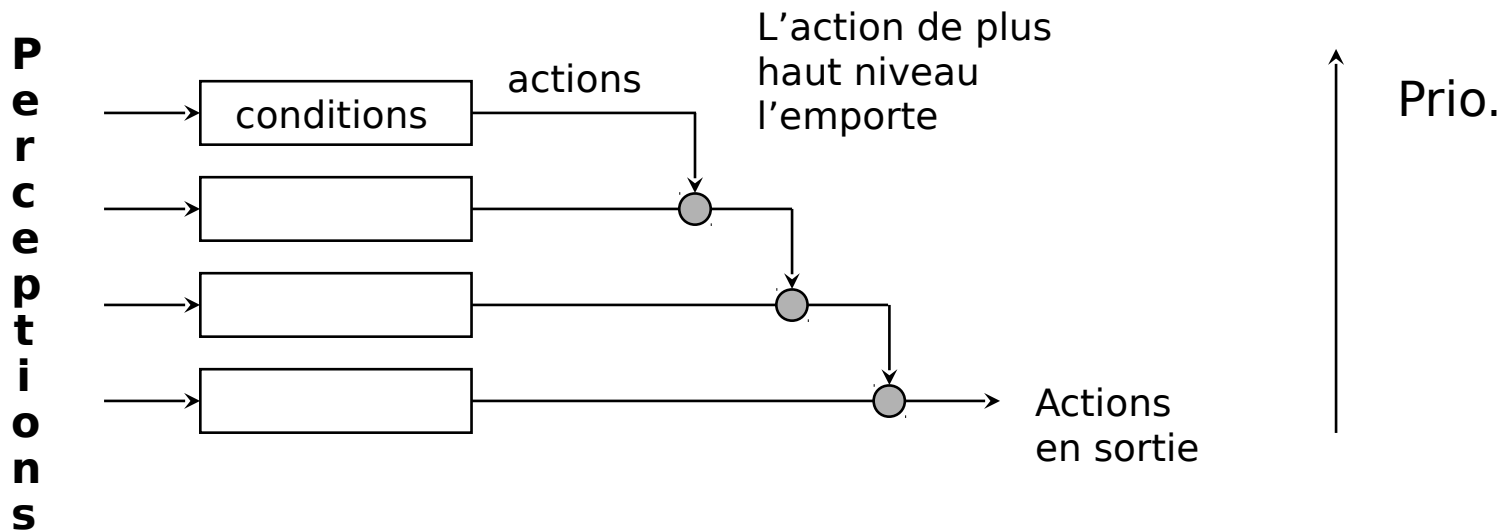 Perceptions
conditions
actions
L’action de plus
haut niveau
l’emporte
Prio.
Actions
en sortie